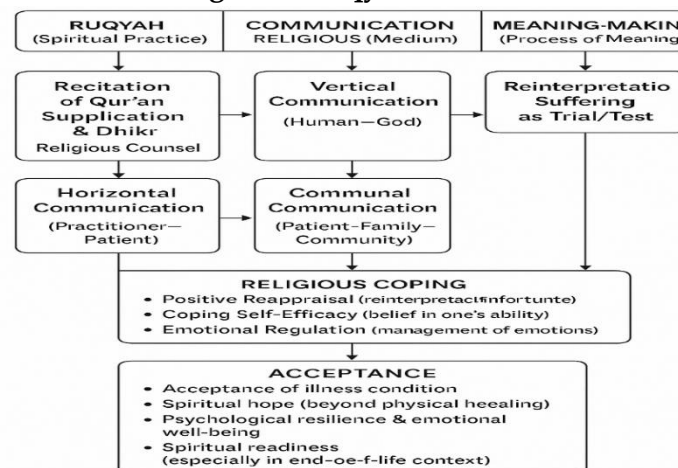 RUQYAH
(Spiritual Practice)
COMMUNICATION
RELIGIOUS (Medium)
MEANING-MAKIN
(Process of Meaning
Recitation
of Qur'an
Supplication
& Dhikr
Religious Counsel
Vertical
Communication
(Human—God)
Reinterpretatio
Suffering
as Trial/Test
Horizontal
Communication
(Practitioner—
Patient)
Communal
Communication
(Patient-Family—
Community)
RELIGIOUS COPING
• Positive Reappraisal
• Coping Self-Efficacy (belief in one's ability)
• Emotional Regulation (management of emotions)
ACCEPTANCE
• Acceptance of illness condition
• Spiritual hope (beyond physical heealing)
• Psychological resilience & emotional
well-being
• Spiritual readiness
(especially in end-oe-f-life context)